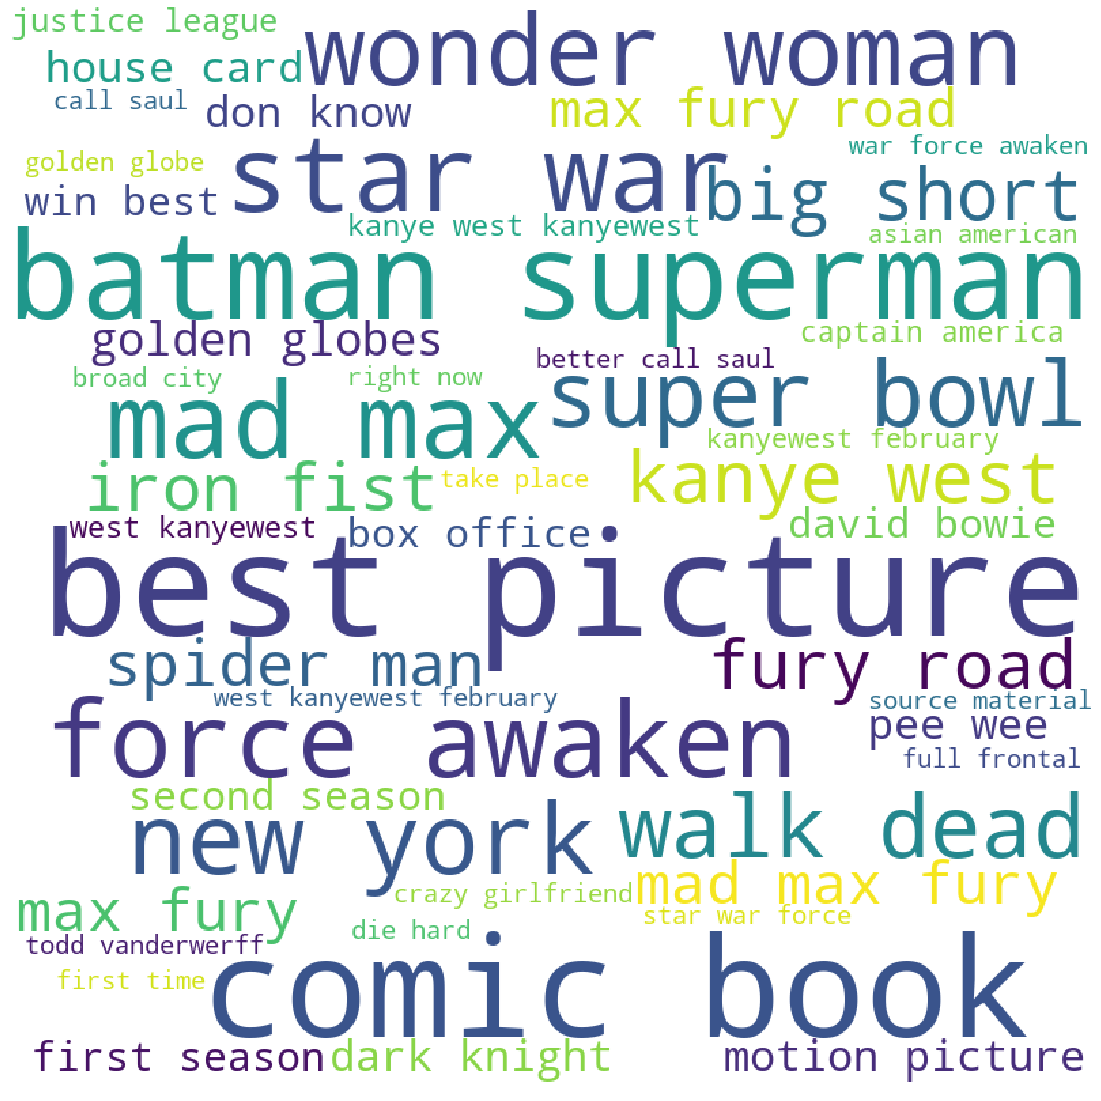 justice league
wonder woman
house card
call saul
don know
max fury road
golden globe
star war
war force awaken
win best
big short
kanye west kanyewest
asian american
batman superman
golden globes
captain america
better call saul
broad city
right now
mad max
super bowl
kanyewest february
iron fist
take place
kanye west
west kanyewest
box office
david bowie
best picture
spider man
fury road
west kanyewest february
source material
force awaken
pee wee
full frontal
second season
new york
walk dead
max fury
crazy girlfriend
mad max fury
die hard
star war force
todd vanderwerff
first time
comic book
first season
dark knight
motion picture